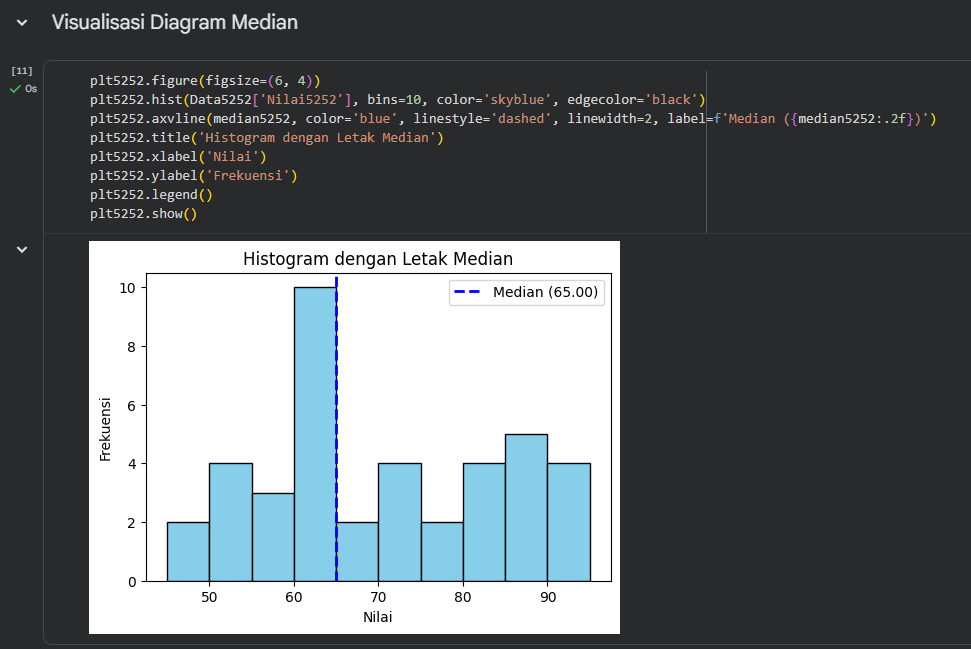 Visualisasi Diagram Median
[11]
0s
plt5252.figure(figsize=(6, 4))
plt5252.hist(Data5252['Nilai5252'], bins=10, color='skyblue', edgecolor='black')
plt5252.axvline(median5252, color='blue', linestyle='dashed', linewidth=2, label=f'Median ({median5252:.2f})')
plt5252.title('Histogram dengan Letak Median')
plt5252.xlabel('Nilai')
plt5252.ylabel('Frekuensi')
plt5252.legend()
plt5252.show()
Histogram dengan Letak Median
Median (65.00)
10
8
6
4
2
0
Frekuensi
50 60 70 80 90
Nilai